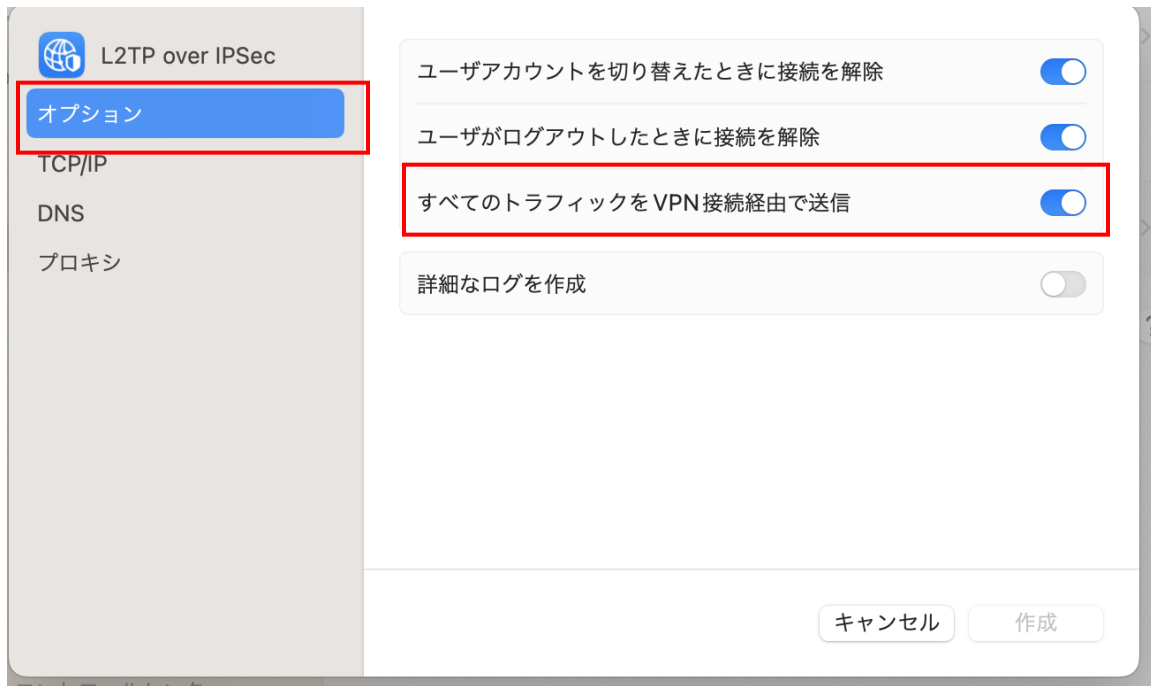 L2TP over IPSec
オプション
TCP/IP
DNS
プロキシ
ユーザアカウントを切り替えたときに接続を解除
ユーザがログアウトしたときに接続を解除
すべてのトラフィックをVPN接続経由で送信
詳細なログを作成
キャンセル
作成
?